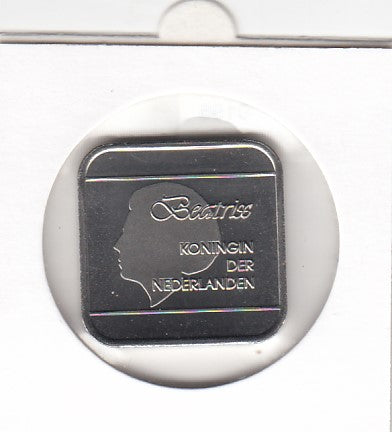 Beatrix
KONINGIN
DER
NEDERLANDEN